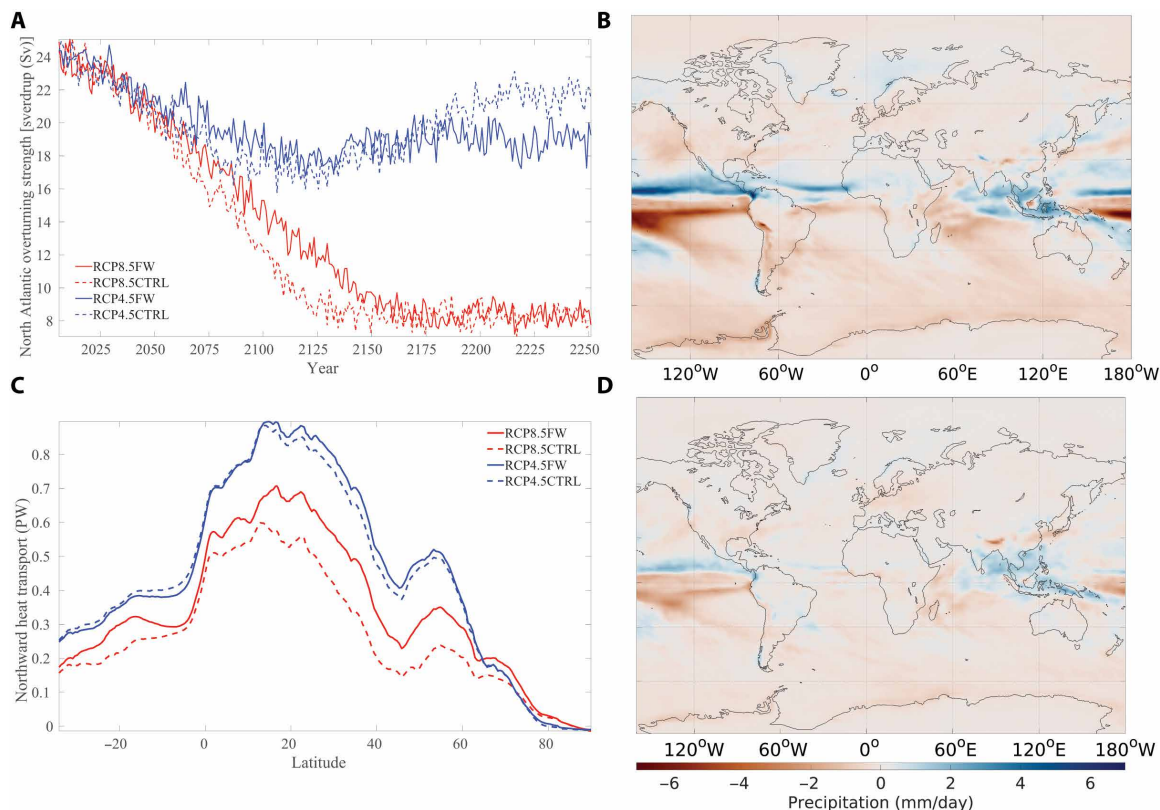 A
North Atlantic overturning strength [sverdrup (Sv)]
24
22
20
18
16
14
12
10
8
RCP8.5FW
RCP8.5CTRL
RCP4.5FW
RCP4.5CTRL
2025 2050 2075 2100 2125 2150 2175 2200 2225 2250
Year
B
120°W 60°W 0° 60°E 120°E 180°W
C
Northward heat transport (PW)
0.8
0.7
0.6
0.5
0.4
0.3
0.2
0.1
0
RCP8.5FW
RCP8.5CTRL
RCP4.5FW
RCP4.5CTRL
−20 0 20 40 60 80
Latitude
D
120°W 60°W 0° 60°E 120°E 180°W
−6 −4 −2 0 2 4 6
Precipitation (mm/day)